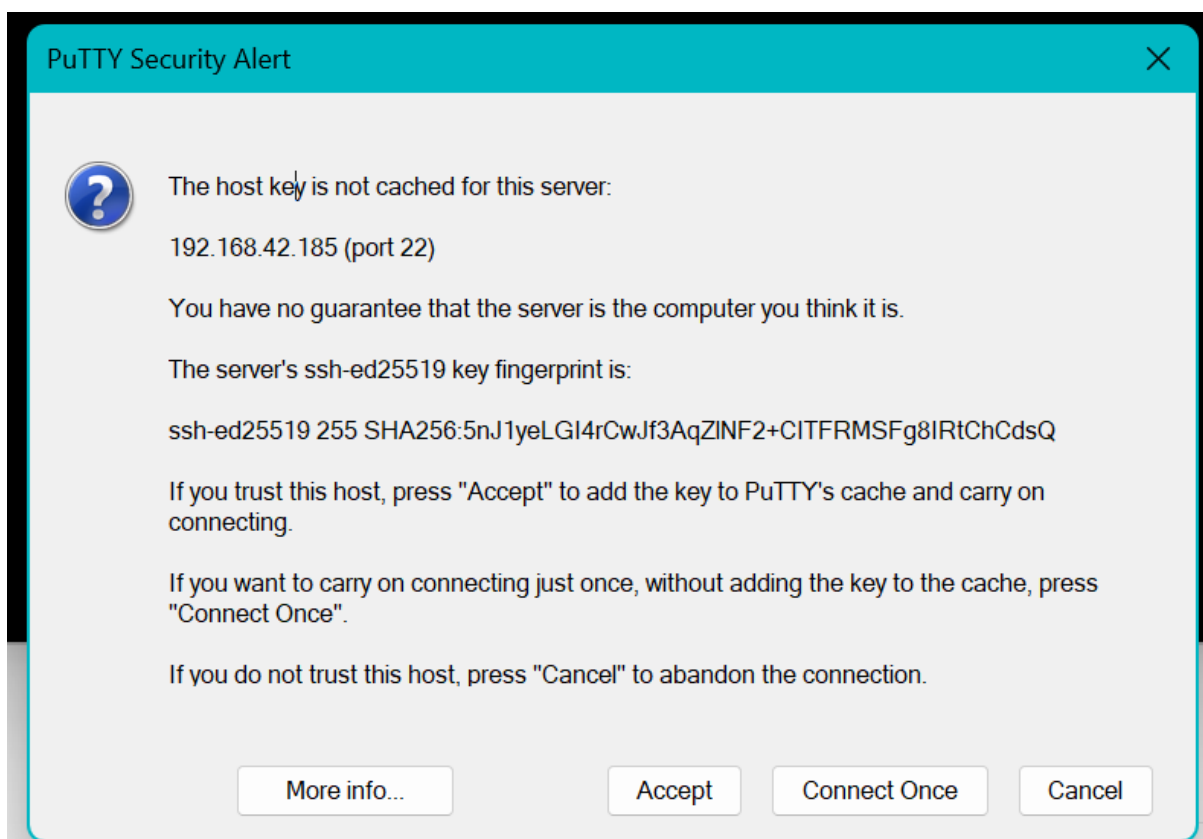 PuTTY Security Alert
The host key is not cached for this server:
192.168.42.185 (port 22)
You have no guarantee that the server is the computer you think it is.
The server's ssh-ed25519 key fingerprint is:
ssh-ed25519 255 SHA256:5nJ1yeLGI4rCwJf3AqZlNF2+CITFRMSFg8IRtChCdsQ
If you trust this host, press "Accept" to add the key to PuTTY's cache and carry on
connecting.
If you want to carry on connecting just once, without adding the key to the cache, press
"Connect Once".
If you do not trust this host, press "Cancel" to abandon the connection.
More info... Accept Connect Once Cancel